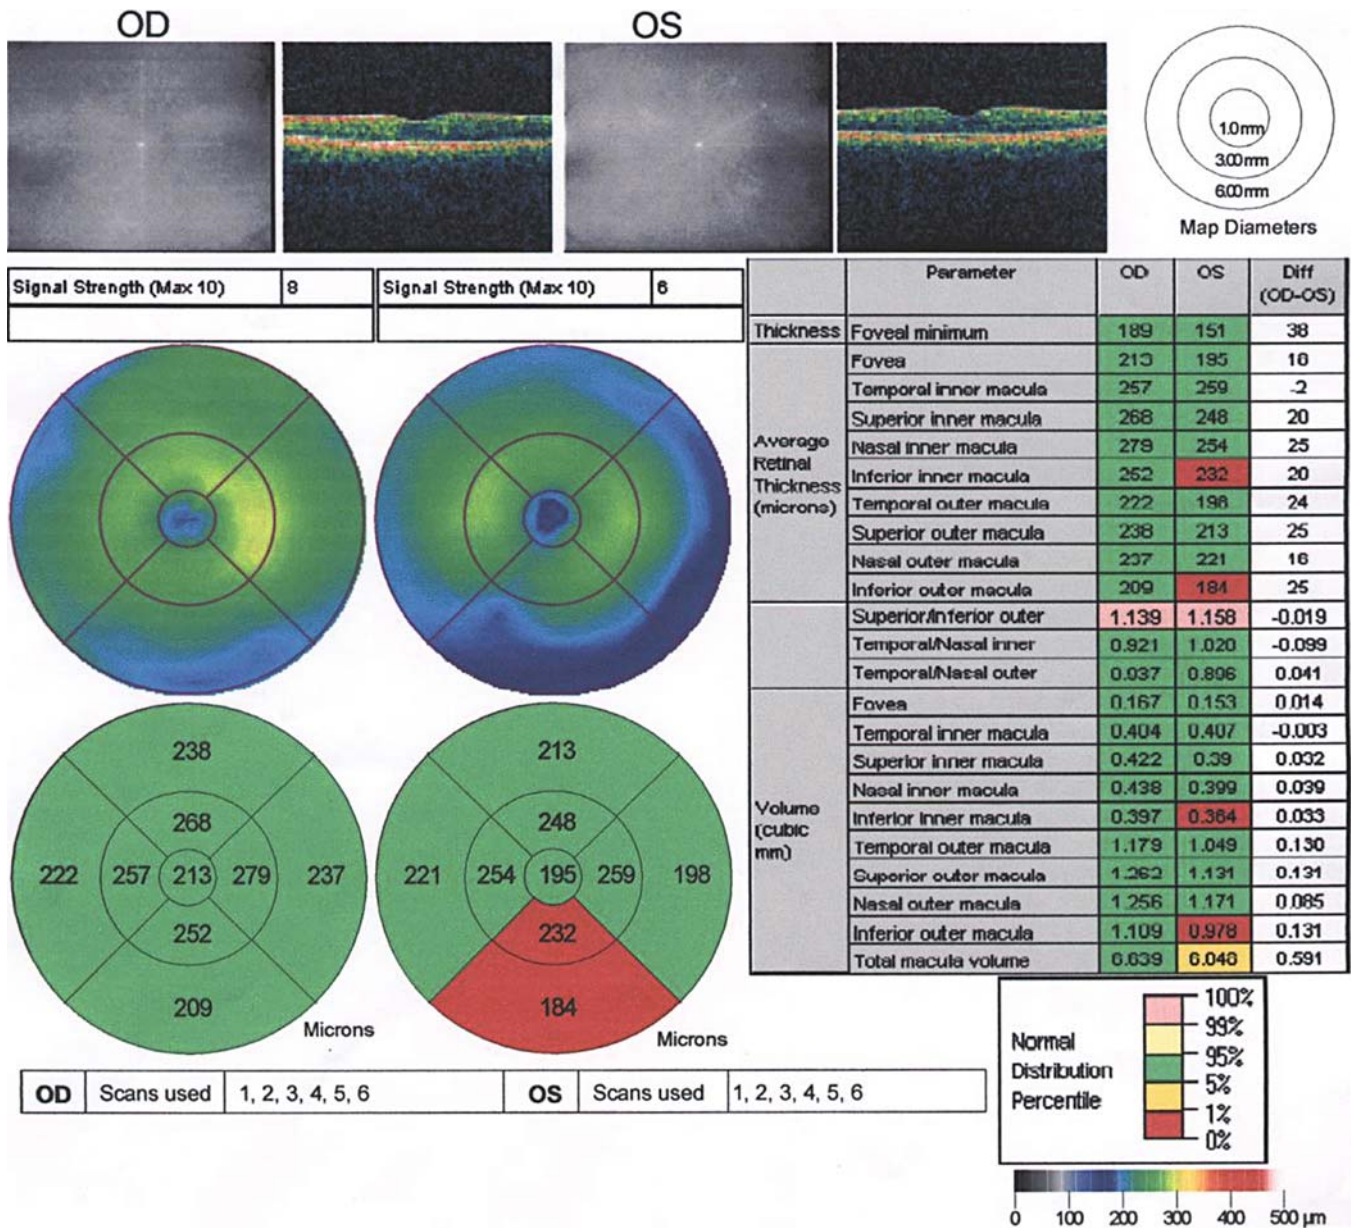 OD
OS
1.0mm
3.00mm
6.00mm
Map Diameters
Signal Strength (Max 10) 8
Signal Strength (Max 10) 6
Parameter OD OS Diff (OD-OS)
Thickness Foveal minimum 189 151 38
Average Retinal Thickness (microns)
Fovea 213 195 18
Temporal inner macula 257 259 -2
Superior inner macula 268 248 20
Nasal inner macula 279 254 25
Inferior inner macula 252 232 20
Temporal outer macula 222 198 24
Superior outer macula 238 213 25
Nasal outer macula 237 221 16
Inferior outer macula 209 184 25
Superior/Inferior outer 1.139 1.158 -0.019
Temporal/Nasal inner 0.921 1.020 -0.099
Temporal/Nasal outer 0.937 0.896 0.041
Volume (cubic mm)
Fovea 0.167 0.153 0.014
Temporal inner macula 0.404 0.407 -0.003
Superior inner macula 0.422 0.39 0.032
Nasal inner macula 0.438 0.399 0.039
Inferior inner macula 0.397 0.364 0.033
Temporal outer macula 1.179 1.049 0.130
Superior outer macula 1.262 1.131 0.131
Nasal outer macula 1.256 1.171 0.085
Inferior outer macula 1.109 0.978 0.131
Total macula volume 6.639 6.048 0.591
238
268
222 257 213 279 237
252
209
Microns
213
248
221 254 195 259 198
232
184
Microns
OD Scans used 1, 2, 3, 4, 5, 6 OS Scans used 1, 2, 3, 4, 5, 6
Normal Distribution Percentile
100%
99%
95%
5%
1%
0%
0 100 200 300 400 500 µm